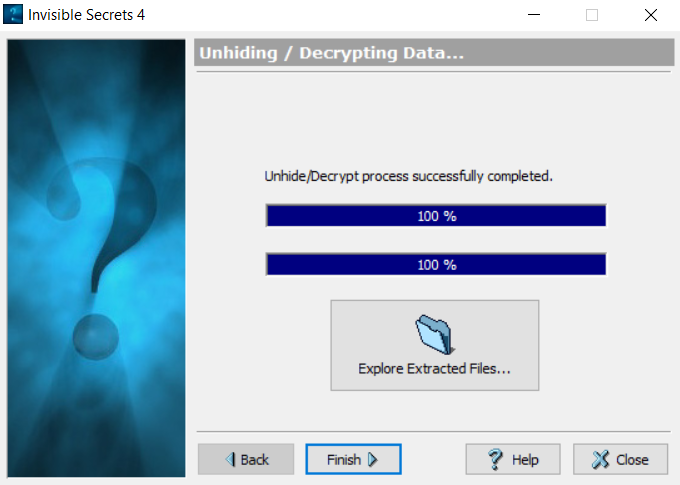 Invisible Secrets 4
Unhiding / Decrypting Data...
Unhide/Decrypt process successfully completed.
100 %
100 %
Explore Extracted Files...
Back
Finish
Help
Close